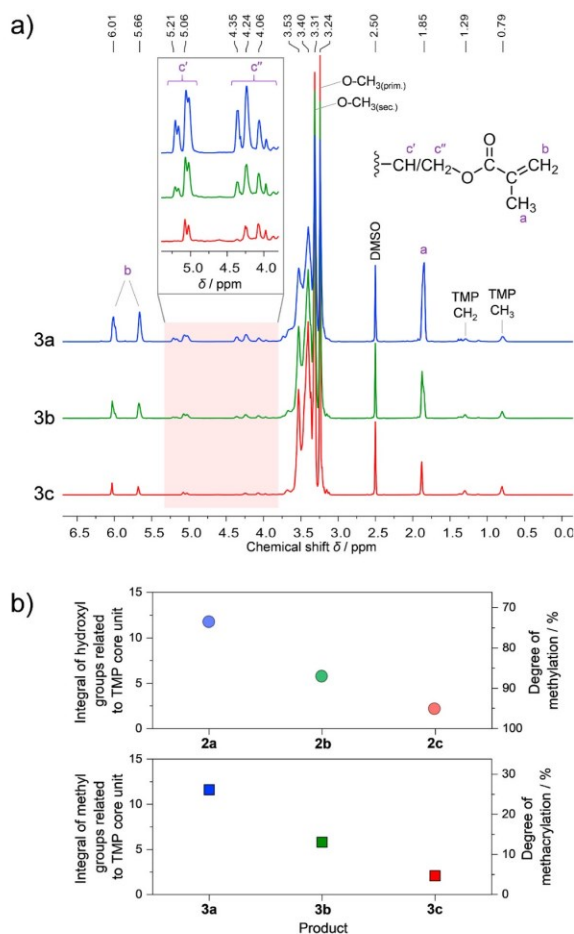 a)
6.01
5.66
5.21
5.06
4.35
4.24
4.06
3.53
3.40
3.31
3.24
2.50
1.85
1.29
0.79
c' c''
5.0 4.5 4.0
δ / ppm
O-CH3(prim.)
O-CH3(sec.)
c' c'' b
CH/CH2 O O CH2
CH3
a
b
DMSO
a
TMP
CH2
TMP
CH3
3a
3b
3c
6.5 6.0 5.5 5.0 4.5 4.0 3.5 3.0 2.5 2.0 1.5 1.0 0.5 0.0
Chemical shift δ / ppm
b)
Integral of hydroxyl
groups related
to TMP core unit
15
10
5
0
70
80
90
100
Degree of
methylation / %
2a 2b 2c
Integral of methyl
groups related
to TMP core unit
15
10
5
0
30
20
10
0
Degree of
methacrylation / %
3a 3b 3c
Product